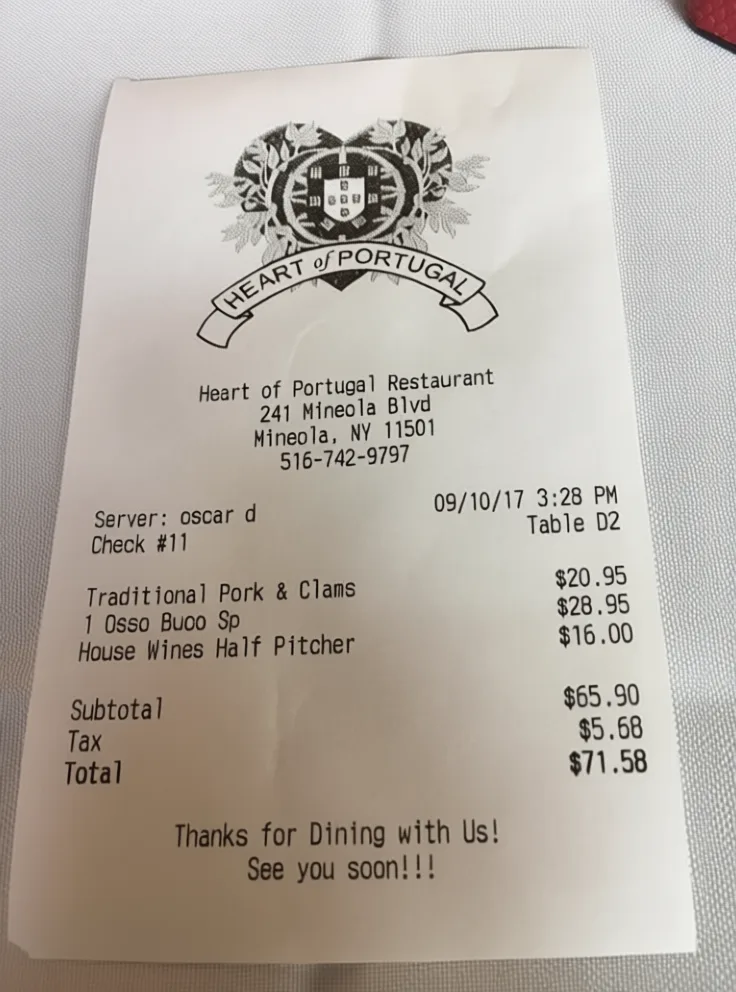 HEART of PORTUGAL
Heart of Portugal Restaurant
241 Mineola Blvd
Mineola, NY 11501
516-742-9797
Server: oscar d 09/10/17 3:28 PM
Check #11 Table D2
Traditional Pork & Clams $20.95
1 Osso Buoo Sp $28.95
House Wines Half Pitcher $16.00
Subtotal $65.90
Tax $5.68
Total $71.58
Thanks for Dining with Us!
See you soon!!!